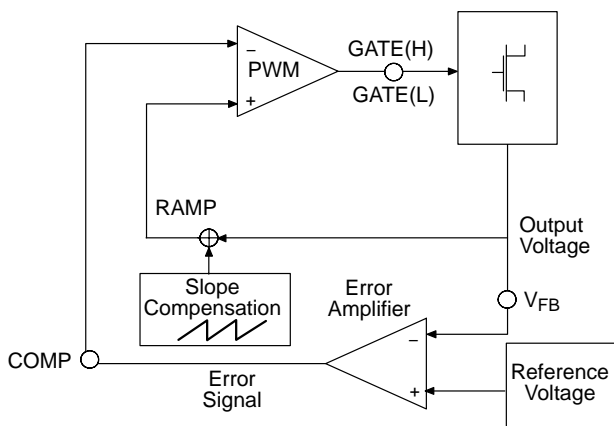 GATE(H)
−
PWM
GATE(L)
+
RAMP
Output
Voltage
Slope
Compensation
Error
Amplifier
VFB
−
COMP
Error
Signal
+
Reference
Voltage